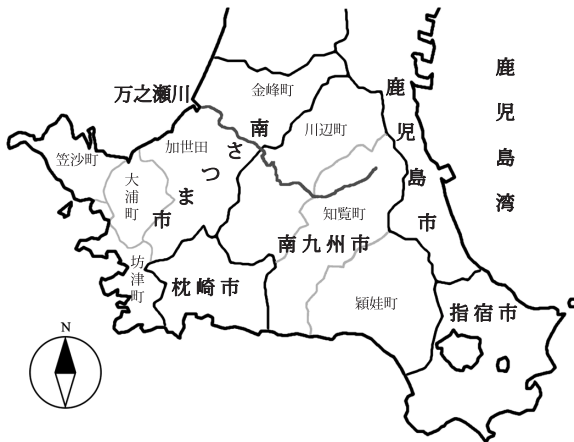 万之瀬川
金峰町
鹿児島湾
鹿児島市
川辺町
南さつま市
加世田
笠沙町
大浦町
知覧町
南九州市
坊津町
枕崎市
頴娃町
指宿市
N